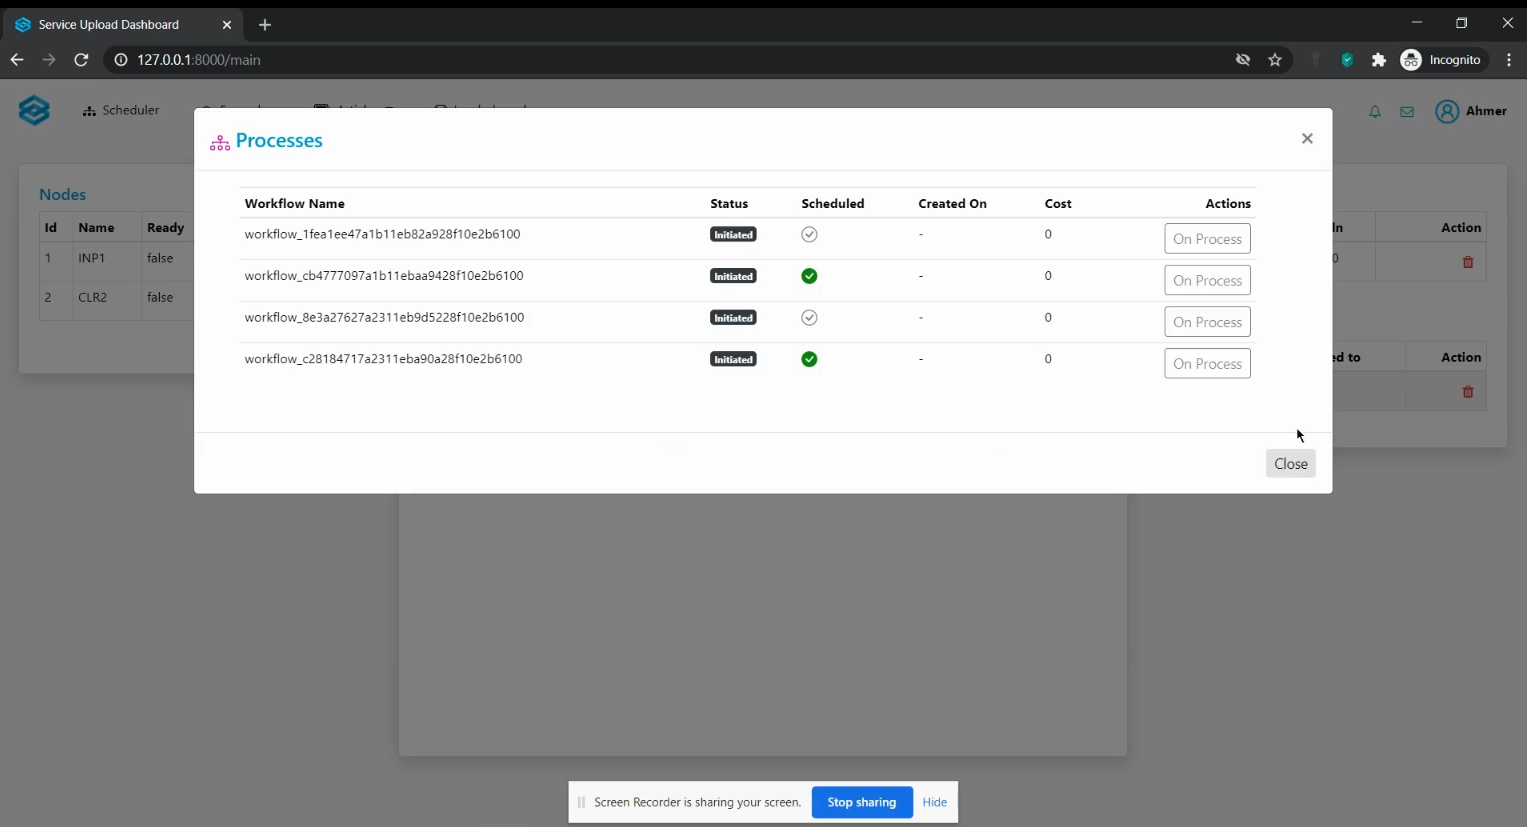 Service Upload Dashboard
127.0.0.1:8000/main
Incognito
Scheduler
Ahmer
Processes
Nodes
Id Name Ready
1 INP1 false
2 CLR2 false
Workflow Name Status Scheduled Created On Cost Actions
workflow_1fea1ee47a1b11eb82a928f10e2b6100 Initiated - 0 On Process
workflow_cb4777097a1b11ebaa9428f10e2b6100 Initiated - 0 On Process
workflow_8e3a27627a2311eb9d5228f10e2b6100 Initiated - 0 On Process
workflow_c28184717a2311eba90a28f10e2b6100 Initiated - 0 On Process
In Action
0
ed to Action
Close
Screen Recorder is sharing your screen. Stop sharing Hide